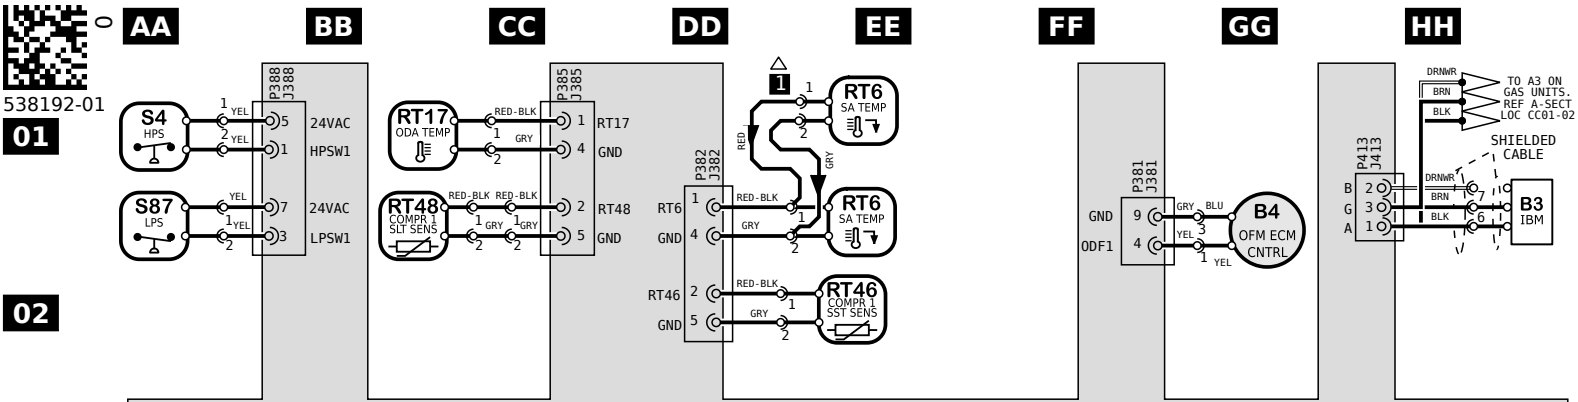 0
AA BB CC DD EE FF GG HH
538192-01
01
02
S4
HPS
1 YEL
2 YEL
P388
J388
5 24VAC
1 HPSW1
S87
LPS
YEL
1 YEL
2
7 24VAC
3 LPSW1
RT17
ODA TEMP
RED-BLK
1
GRY
2
P385
J385
1 RT17
4 GND
RT48
COMPR 1
SLT SENS
RED-BLK RED-BLK
1 GRY 1 GRY
2 2
2 RT48
5 GND
P382
J382
RT6 1 RED-BLK
1
GND 4 GRY
2
RT46 2 RED-BLK
1
GND 5 GRY
2
1
RED
GRY
1
2
RT6
SA TEMP
RT6
SA TEMP
RT46
COMPR 1
SST SENS
P381
J381
GND 9 GRY BLU
3
ODF1 4 YEL
1 YEL
B4
OFM ECM
CNTRL
P413
J413
B 2 DRNWR
G 3 BRN 7
A 1 BLK 6
DRNWR
BRN
BLK
TO A3 ON
GAS UNITS.
REF A-SECT
LOC CC01-02
SHIELDED
CABLE
B3
IBM